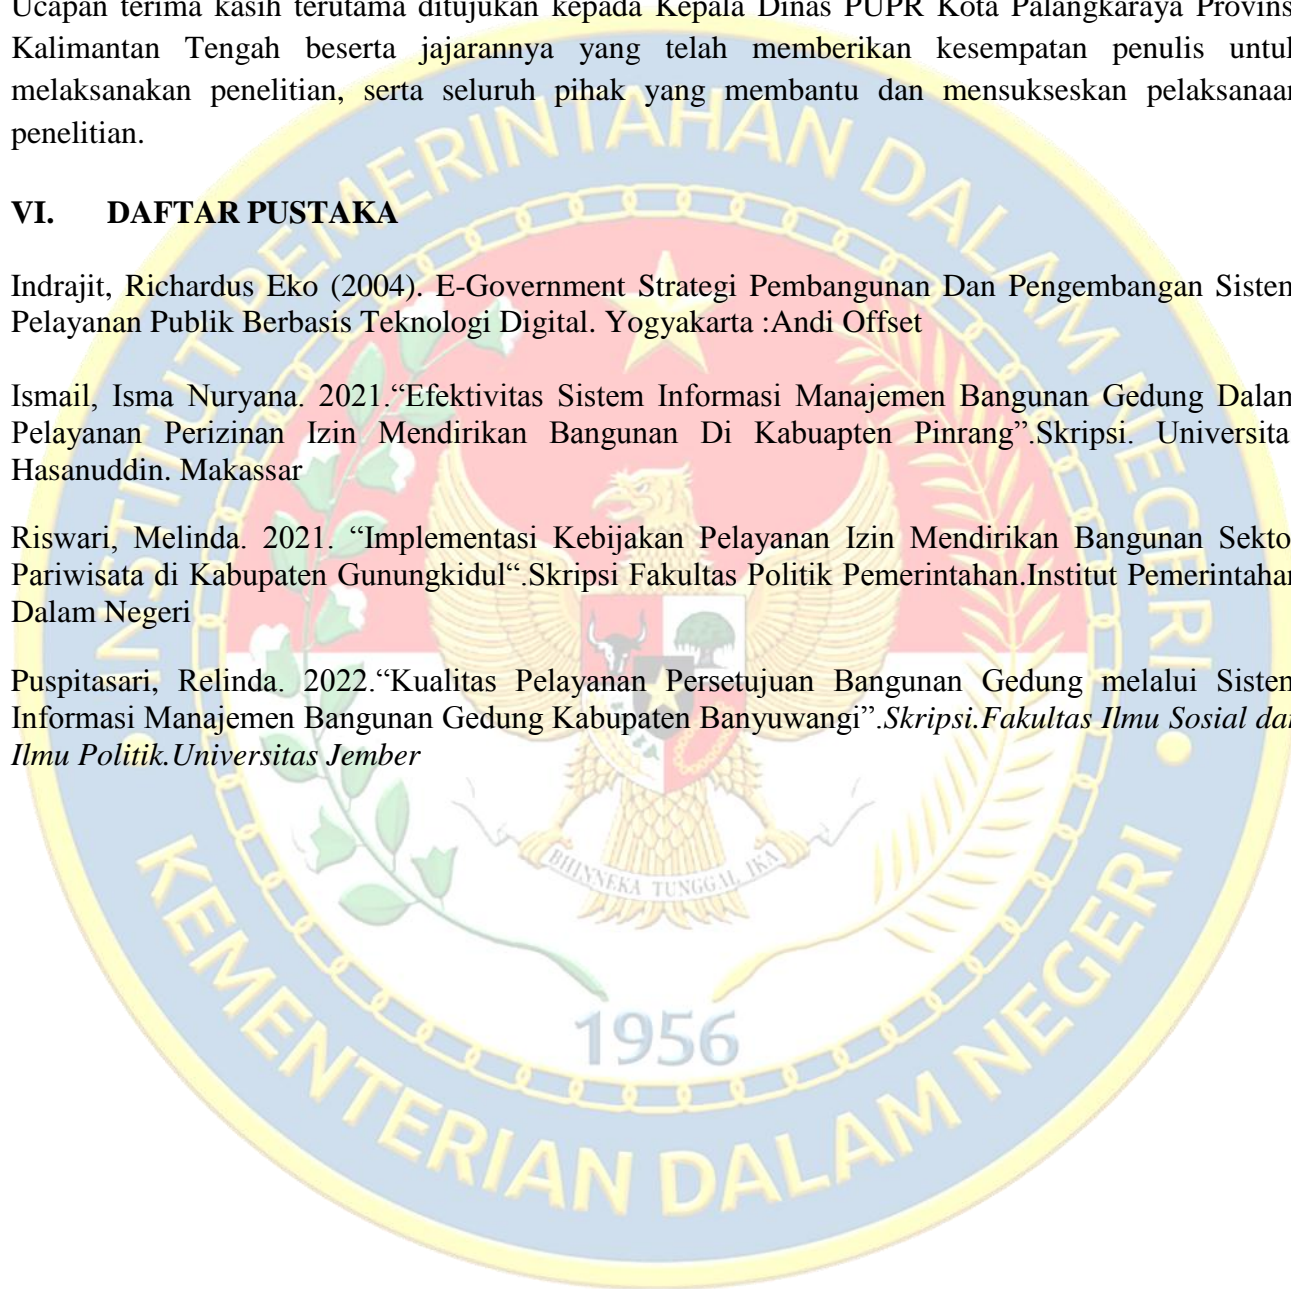 Ucapan terima kasih terutama ditujukan kepada Kepala Dinas PUPR Kota Palangkaraya Provins
Kalimantan Tengah beserta jajarannya yang telah memberikan kesempatan penulis untuk
melaksanakan penelitian, serta seluruh pihak yang membantu dan mensukseskan pelaksanaan
penelitian.
VI. DAFTAR PUSTAKA
Indrajit, Richardus Eko (2004). E-Government Strategi Pembangunan Dan Pengembangan Sistem
Pelayanan Publik Berbasis Teknologi Digital. Yogyakarta :Andi Offset
Ismail, Isma Nuryana. 2021.“Efektivitas Sistem Informasi Manajemen Bangunan Gedung Dalam
Pelayanan Perizinan Izin Mendirikan Bangunan Di Kabuapten Pinrang”.Skripsi. Universita
Hasanuddin. Makassar
Riswari, Melinda. 2021. “Implementasi Kebijakan Pelayanan Izin Mendirikan Bangunan Sekto
Pariwisata di Kabupaten Gunungkidul“.Skripsi Fakultas Politik Pemerintahan.Institut Pemerintahan
Dalam Negeri
Puspitasari, Relinda. 2022.“Kualitas Pelayanan Persetujuan Bangunan Gedung melalui Sistem
Informasi Manajemen Bangunan Gedung Kabupaten Banyuwangi”.Skripsi.Fakultas Ilmu Sosial dan
Ilmu Politik.Universitas Jember
INSTITUT PEMERINTAHAN DALAM NEGERI
BHINNEKA TUNGGAL IKA
1956
KEMENTERIAN DALAM NEGERI